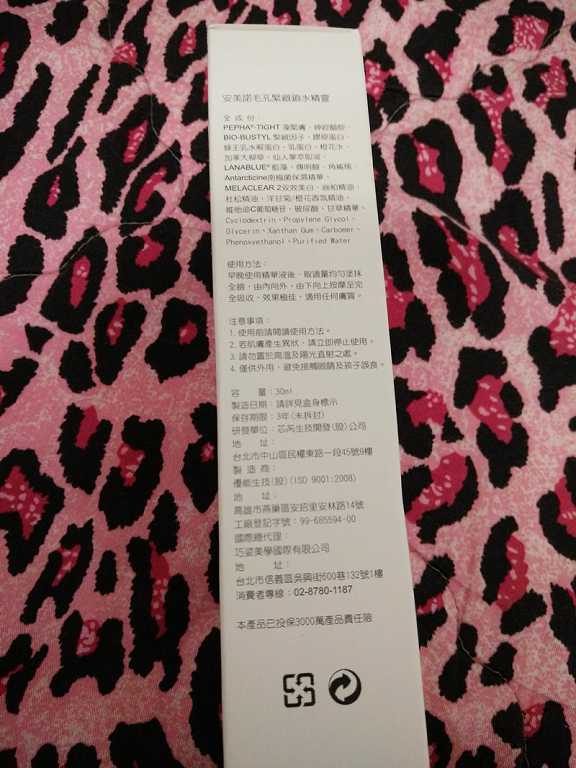 安美諾毛孔緊緻鎖水精靈
全成份:
PEPHA®-TIGHT 藻緊膚、神經醯胺、
BIO-BUSTYL 緊緻因子、膠原蛋白、
蜂王乳水解蛋白、乳蛋白、橙花水、
加拿大柳草、仙人掌萃取液、
LANABLUE® 藍藻、傳明酸、角鯊烯、
Antarcticine南極菌保濕精華、
MELACLEAR 2双效美白、
杜松精油、洋甘菊/橙花香氛精油、
維他命C葡萄糖苷、玻尿酸、甘草精華、
Cyclodextrin、Propylene Glycol、
Glycerin、Xanthan Gum、Carbomer、
Phenoxyethanol、Purified Water
使用方法:
早晚使用精華液後，取適量均勻塗抹
全臉，由內向外，由下向上按摩至完
全吸收，效果極佳，適用任何膚質。
注意事項:
1. 使用前請閱讀使用方法。
2. 若肌膚產生異狀，請立即停止使用。
3. 請勿置於高溫及陽光直射之處。
4. 僅供外用，避免接觸眼睛及孩子誤食。
容 量:30ml
製造日期:請詳見盒身標示
保存期限:3年(未拆封)
研發單位:芯芮生技開發(股)公司
地 址:
台北市中山區民權東路一段45號9樓
製 造 商:
優能生技(股)(ISO 9001:2008)
地 址:
高雄市燕巢區安招里安林路14號
工廠登記字號:99-685594-00
國際總代理:
巧姿美學國際有限公司
地 址:
台北市信義區吳興街600巷132號1樓
消費者專線:02-8780-1187
本產品已投保3000萬產品責任險